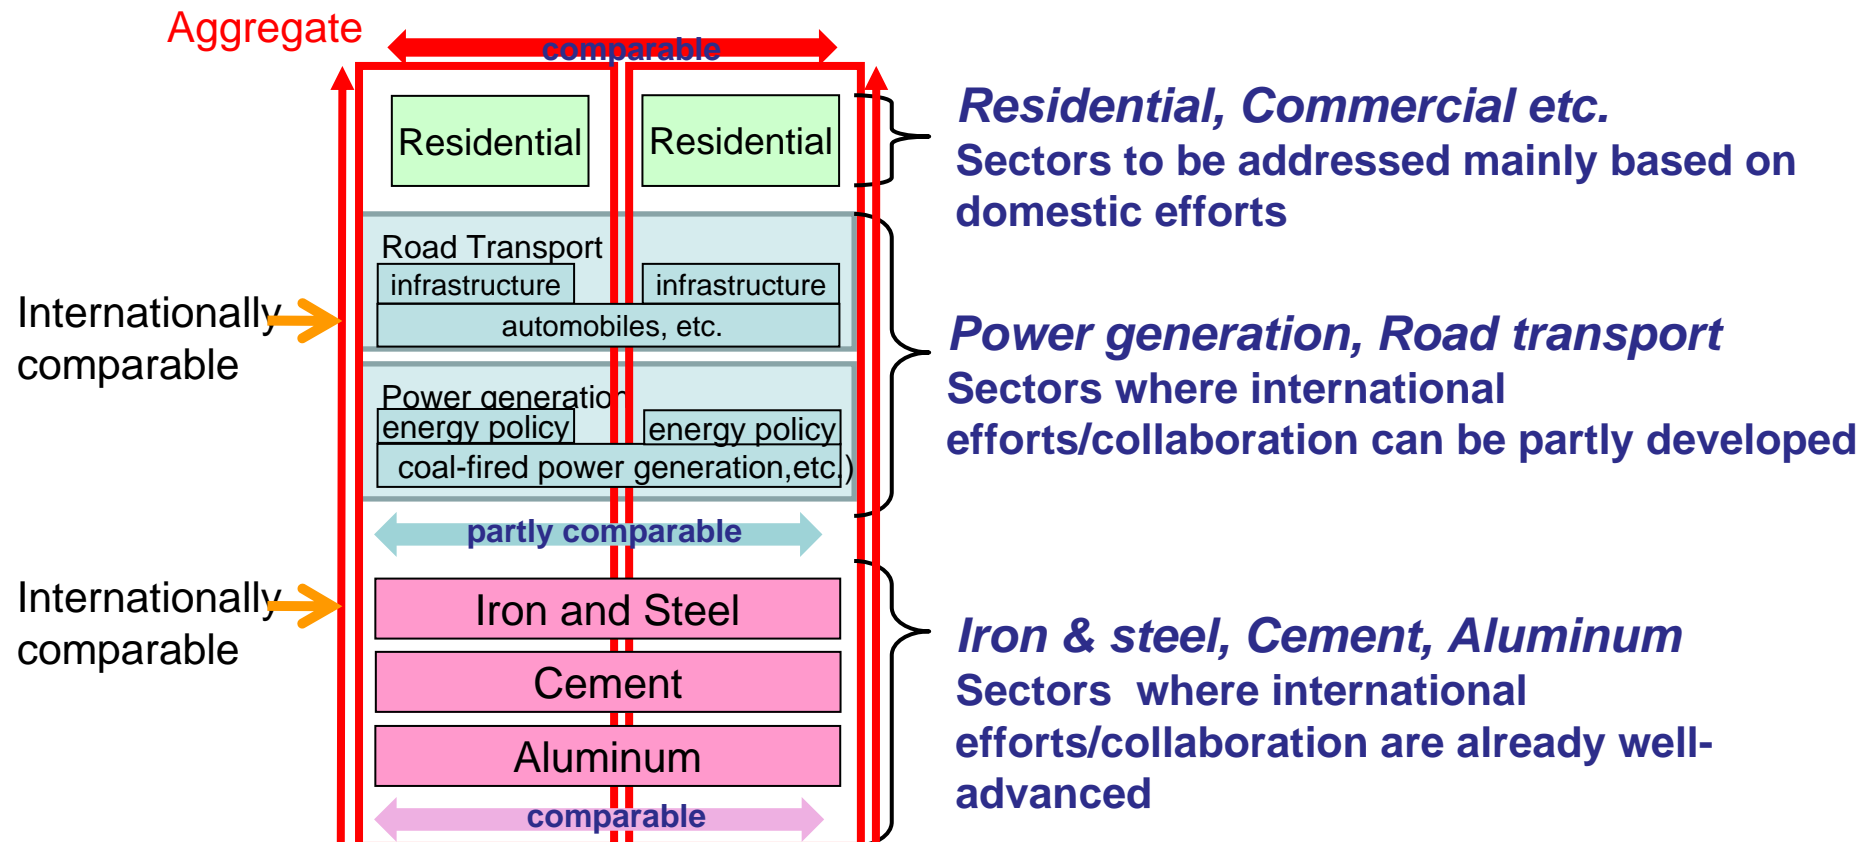 Aggregate
comparable
Residential
Residential
Residential, Commercial etc.
Sectors to be addressed mainly based on
domestic efforts
Road Transport
infrastructure
infrastructure
automobiles, etc.
Internationally
comparable
Power generation, Road transport
Sectors where international
efforts/collaboration can be partly developed
Power generation
energy policy
energy policy
coal-fired power generation,etc.)
partly comparable
Internationally
comparable
Iron and Steel
Cement
Aluminum
comparable
Iron & steel, Cement, Aluminum
Sectors  where international
efforts/collaboration are already well-
advanced